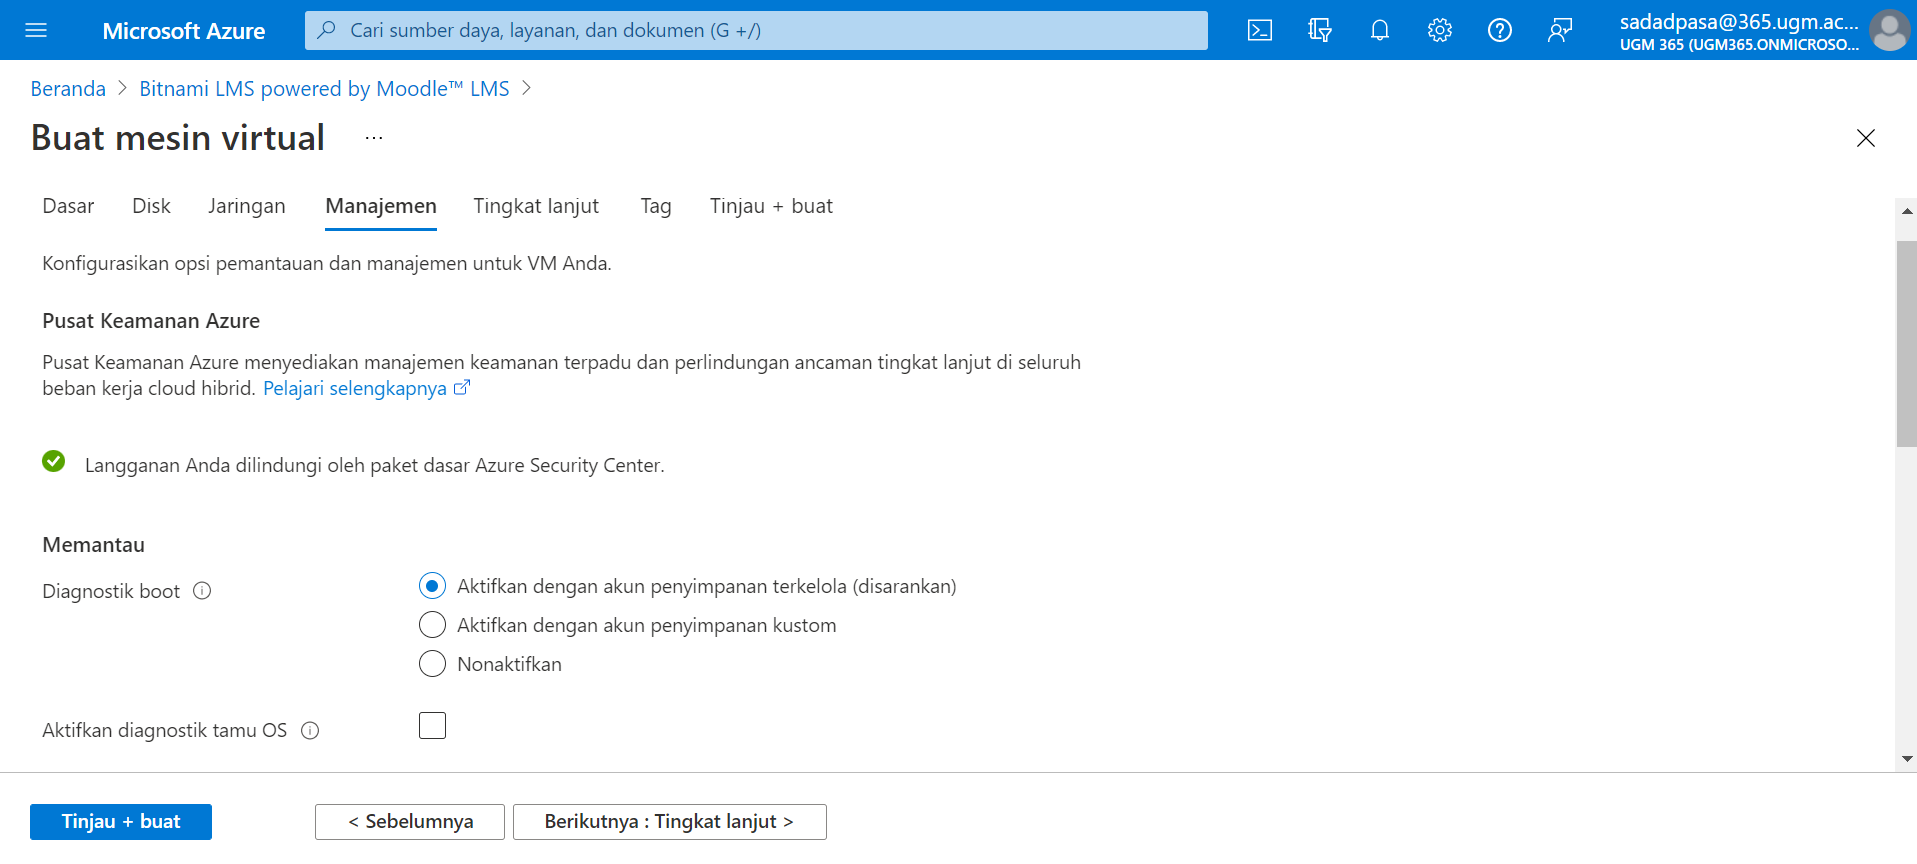 Microsoft Azure
Cari sumber daya, layanan, dan dokumen (G +/)
sadadpasa@365.ugm.ac...
UGM 365 (UGM365.ONMICROSO...
Beranda > Bitnami LMS powered by Moodle™ LMS >
Buat mesin virtual ...
Dasar Disk Jaringan Manajemen Tingkat lanjut Tag Tinjau + buat
Konfigurasikan opsi pemantauan dan manajemen untuk VM Anda.
Pusat Keamanan Azure
Pusat Keamanan Azure menyediakan manajemen keamanan terpadu dan perlindungan ancaman tingkat lanjut di seluruh
beban kerja cloud hibrid. Pelajari selengkapnya
Langganan Anda dilindungi oleh paket dasar Azure Security Center.
Memantau
Diagnostik boot
Aktifkan dengan akun penyimpanan terkelola (disarankan)
Aktifkan dengan akun penyimpanan kustom
Nonaktifkan
Aktifkan diagnostik tamu OS
Tinjau + buat
< Sebelumnya
Berikutnya : Tingkat lanjut >